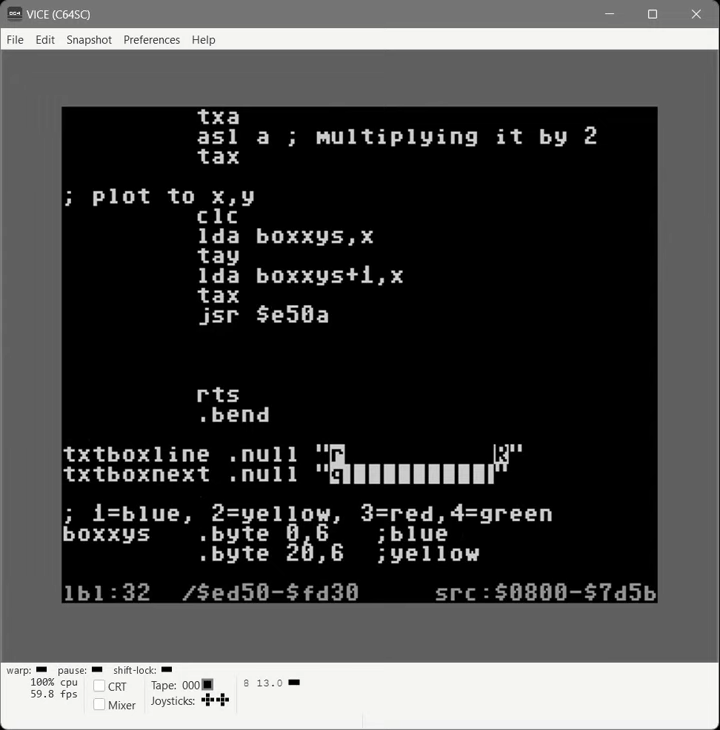 VICE (C64SC)
File Edit Snapshot Preferences Help
txa
asl a ; multiplying it by 2
tax
; plot to x,y
clc
lda boxxys,x
tay
lda boxxys+1,x
tax
jsr $e50a
rts
.bend
txtboxline .null "r R"
txtboxnext .null "q"
; 1=blue, 2=yellow, 3=red,4=green
boxxys .byte 0,6 ;blue
.byte 20,6 ;yellow
lbl:32 /$ed50-$fd30 src:$0800-$7d5b
warp: pause: shift-lock:
100% cpu
59.8 fps
CRT
Mixer
Tape: 000
Joysticks:
8 13.0